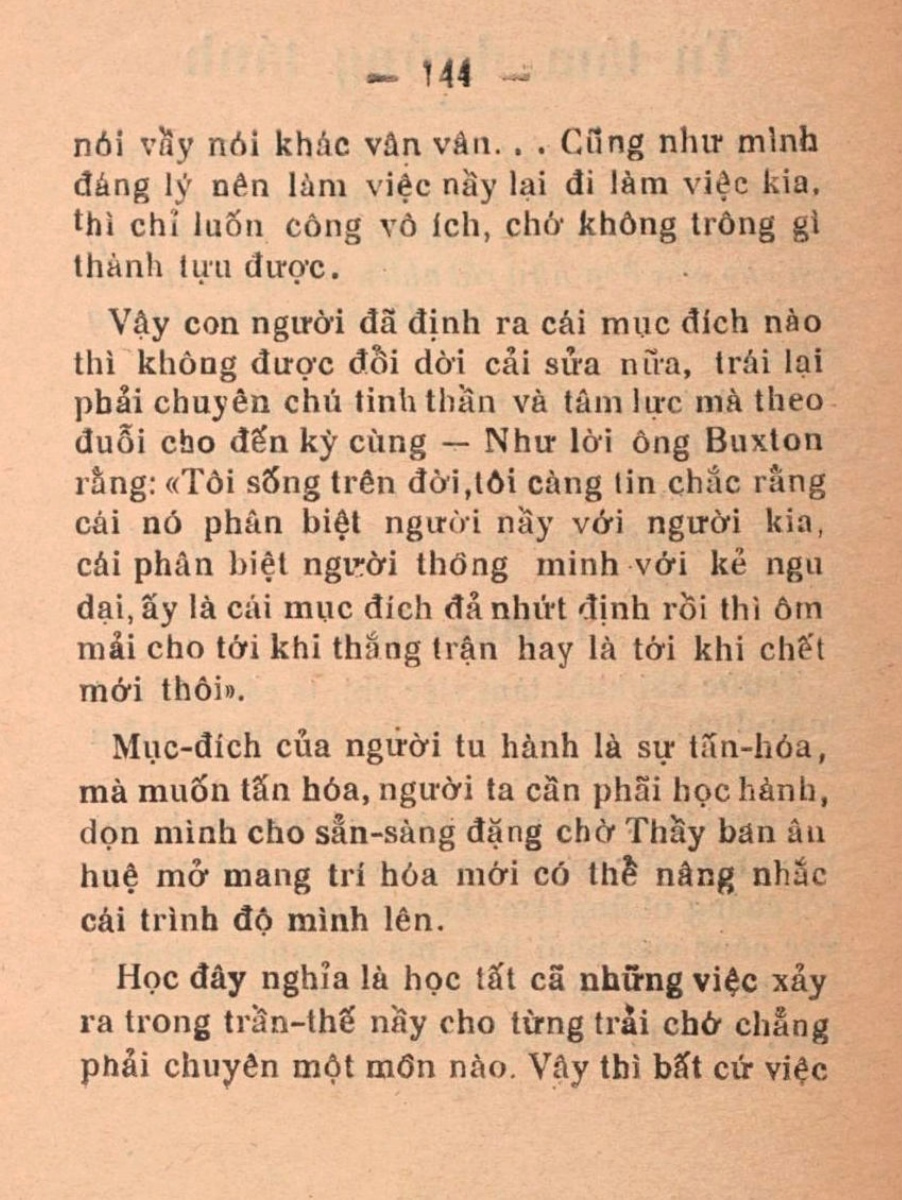 — 144 —
nói vầy nói khác vân vân. . . Cũng như mình
đáng lý nên làm việc nầy lại đi làm việc kia,
thì chỉ luốn công vô ích, chớ không trông gì
thành tựu được.
Vậy con người đã định ra cái mục đích nào
thì không được đổi dời cải sửa nữa, trái lại
phải chuyên chú tinh thần và tâm lực mà theo
đuỗi cho đến kỳ cùng — Như lời ông Buxton
rằng: «Tôi sống trên đời,tôi càng tin chắc rằng
cái nó phân biệt người nầy với người kia,
cái phân biệt người thông minh với kẻ ngu
dại, ấy là cái mục đích đả nhứt định rồi thì ôm
mải cho tới khi thắng trận hay là tới khi chết
mới thôi».
Mục-đích của người tu hành là sự tấn-hóa,
mà muốn tấn hóa, người ta cần phãi học hành,
dọn mình cho sẳn-sàng đặng chờ Thầy ban ân
huệ mở mang trí hóa mới có thể nâng nhắc
cái trình độ mình lên.
Học đây nghĩa là học tất cã những việc xảy
ra trong trần-thế nầy cho từng trải chớ chẳng
phải chuyên một môn nào. Vậy thì bất cứ việc